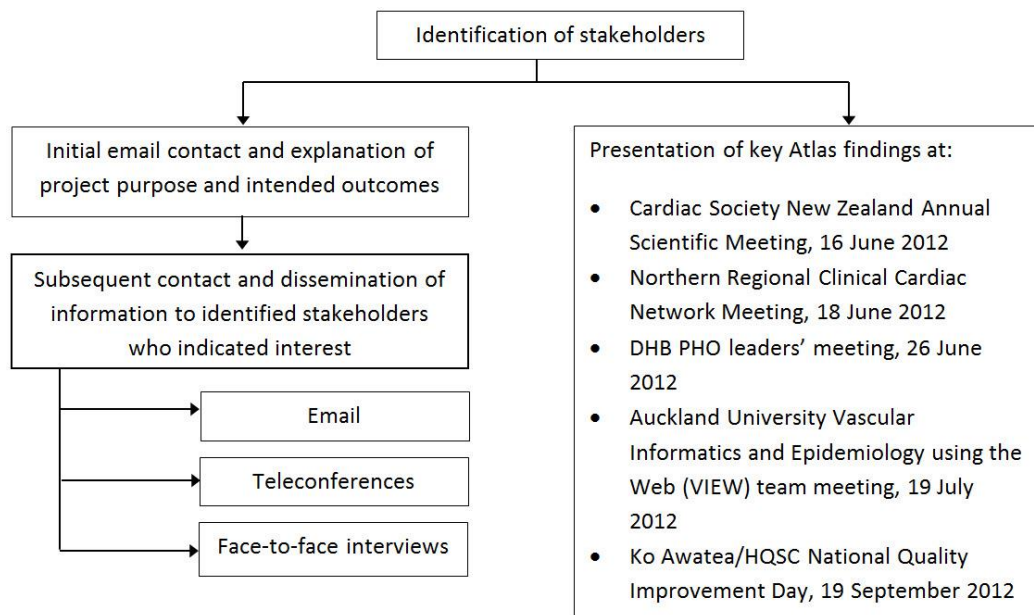 Identification of stakeholders
Initial email contact and explanation of
project purpose and intended outcomes
Subsequent contact and dissemination of
information to identified stakeholders
who indicated interest
Email
Teleconferences
Face-to-face interviews
Presentation of key Atlas findings at:
• Cardiac Society New Zealand Annual
Scientific Meeting, 16 June 2012
• Northern Regional Clinical Cardiac
Network Meeting, 18 June 2012
• DHB PHO leaders’ meeting, 26 June
2012
• Auckland University Vascular
Informatics and Epidemiology using the
Web (VIEW) team meeting, 19 July
2012
• Ko Awatea/HQSC National Quality
Improvement Day, 19 September 2012